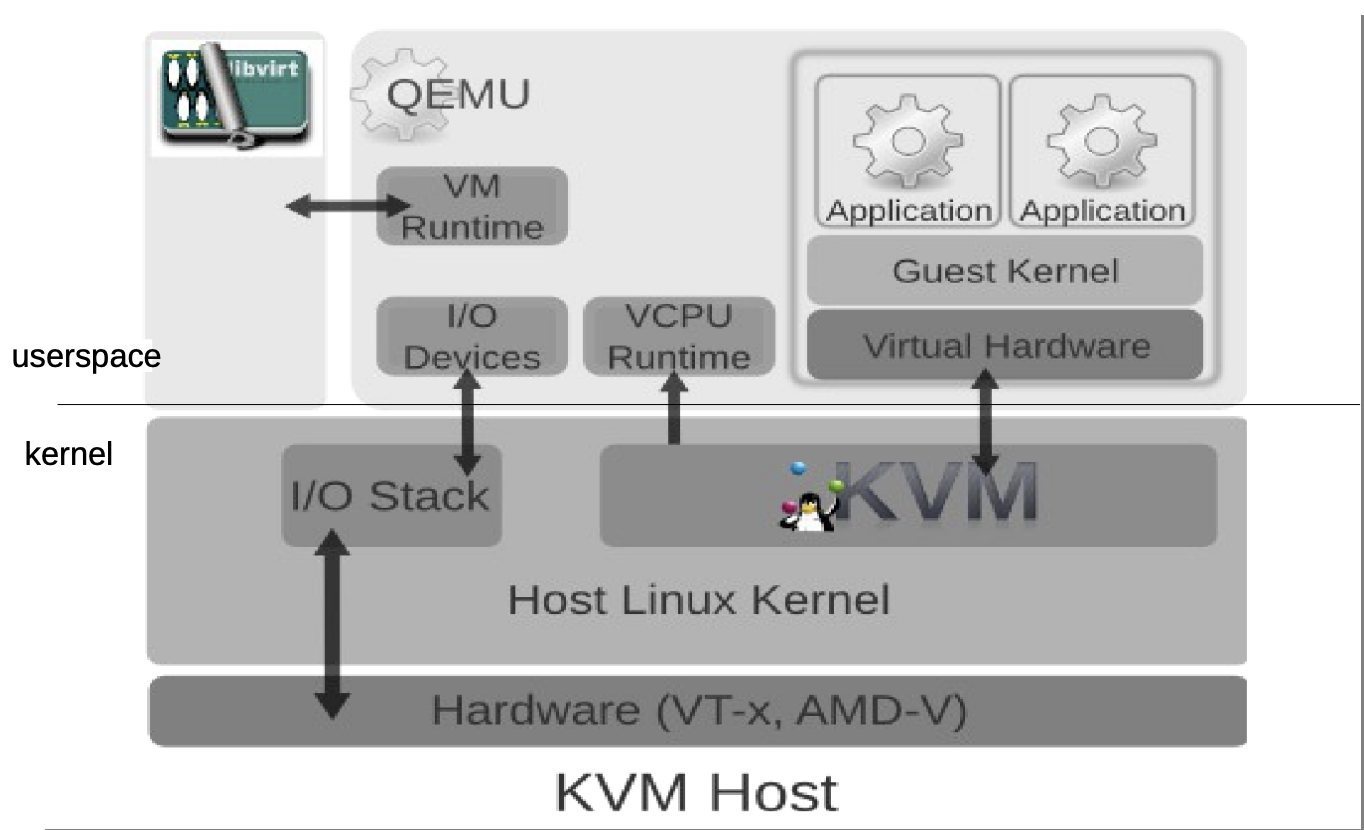 libvirt
QEMU
VM
Runtime
Application
Application
Guest Kernel
I/O
Devices
VCPU
Runtime
Virtual Hardware
userspace
kernel
I/O Stack
KVM
Host Linux Kernel
Hardware (VT-x, AMD-V)
KVM Host